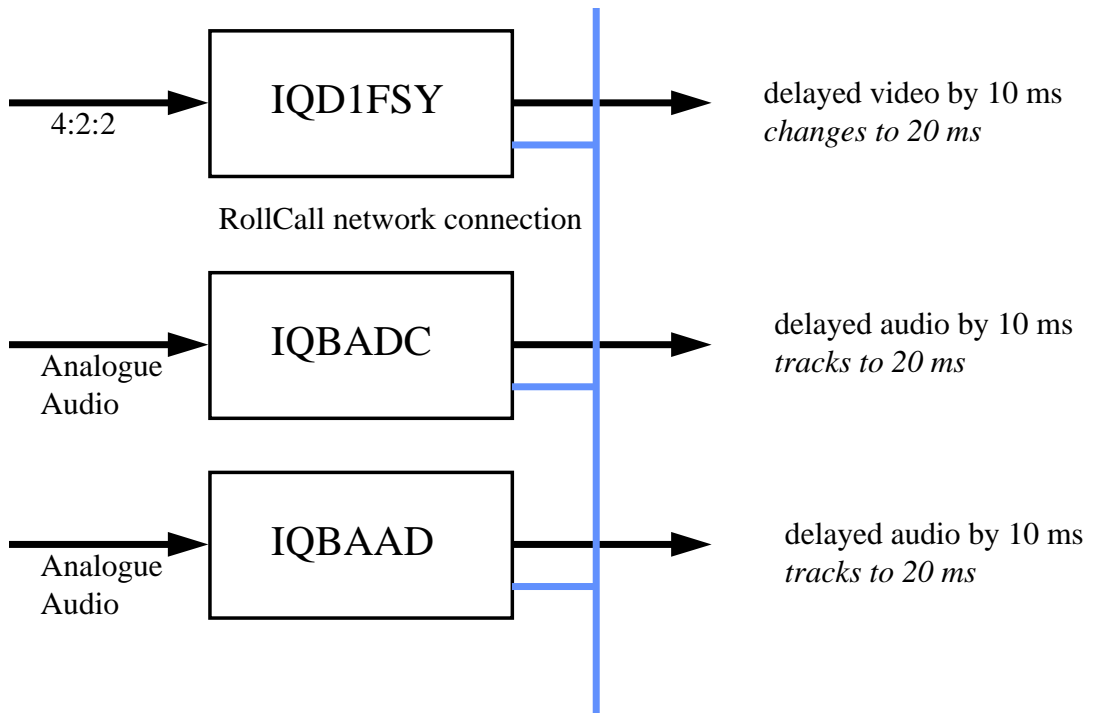 IQD1FSY
4:2:2
delayed video by 10 ms
changes to 20 ms
RollCall network connection
IQBADC
Analogue
Audio
delayed audio by 10 ms
tracks to 20 ms
IQBAAD
Analogue
Audio
delayed audio by 10 ms
tracks to 20 ms